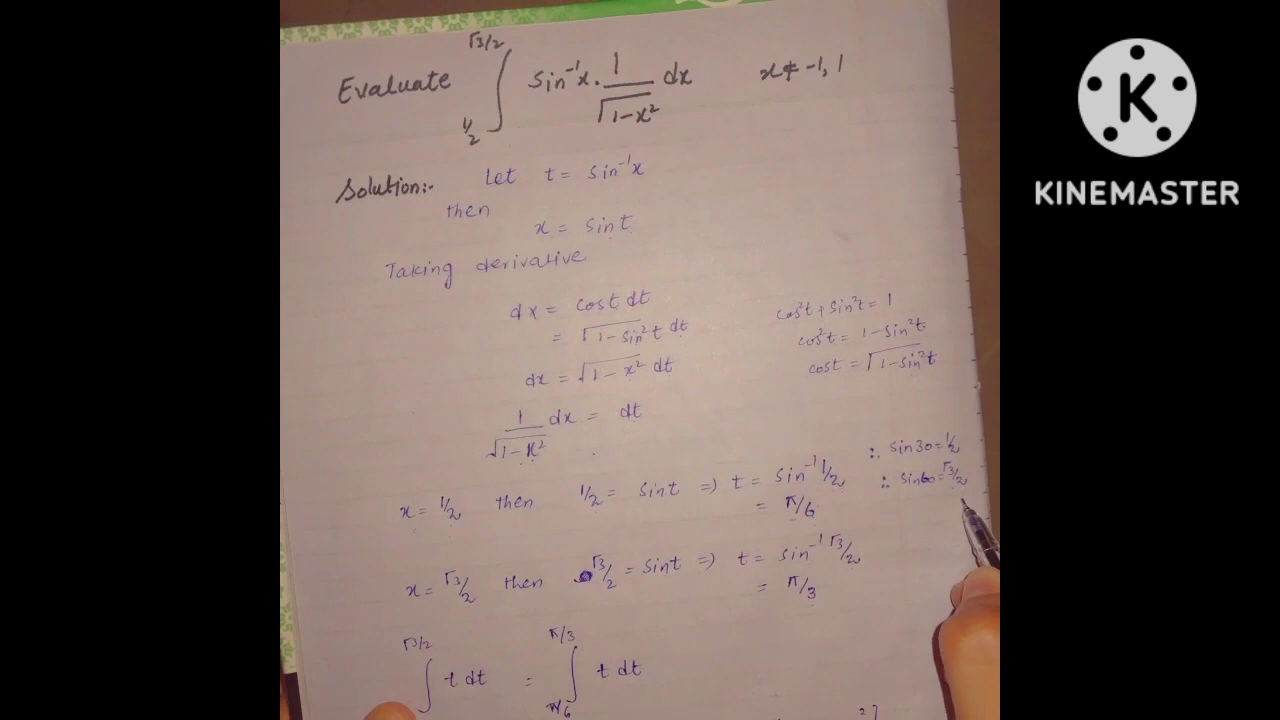 Evaluate ∫_{1/2}^{√3/2} sin⁻¹x · 1/√(1-x²) dx    x ≠ -1, 1
Solution:- Let t = sin⁻¹x
then
x = sin t
Taking derivative
dx = cost dt
= √(1-sin²t) dt
dx = √(1-x²) dt
1/√(1-x²) dx = dt
cos²t + sin²t = 1
cos²t = 1-sin²t
cost = √(1-sin²t)
∴ sin30 = 1/2
∴ sin60 = √3/2
x = 1/2 then 1/2 = sint ⇒ t = sin⁻¹ 1/2
= π/6
x = √3/2 then √3/2 = sint ⇒ t = sin⁻¹ √3/2
= π/3
∫^{√3/2} t dt = ∫_{π/6}^{π/3} t dt
K
KINEMASTER